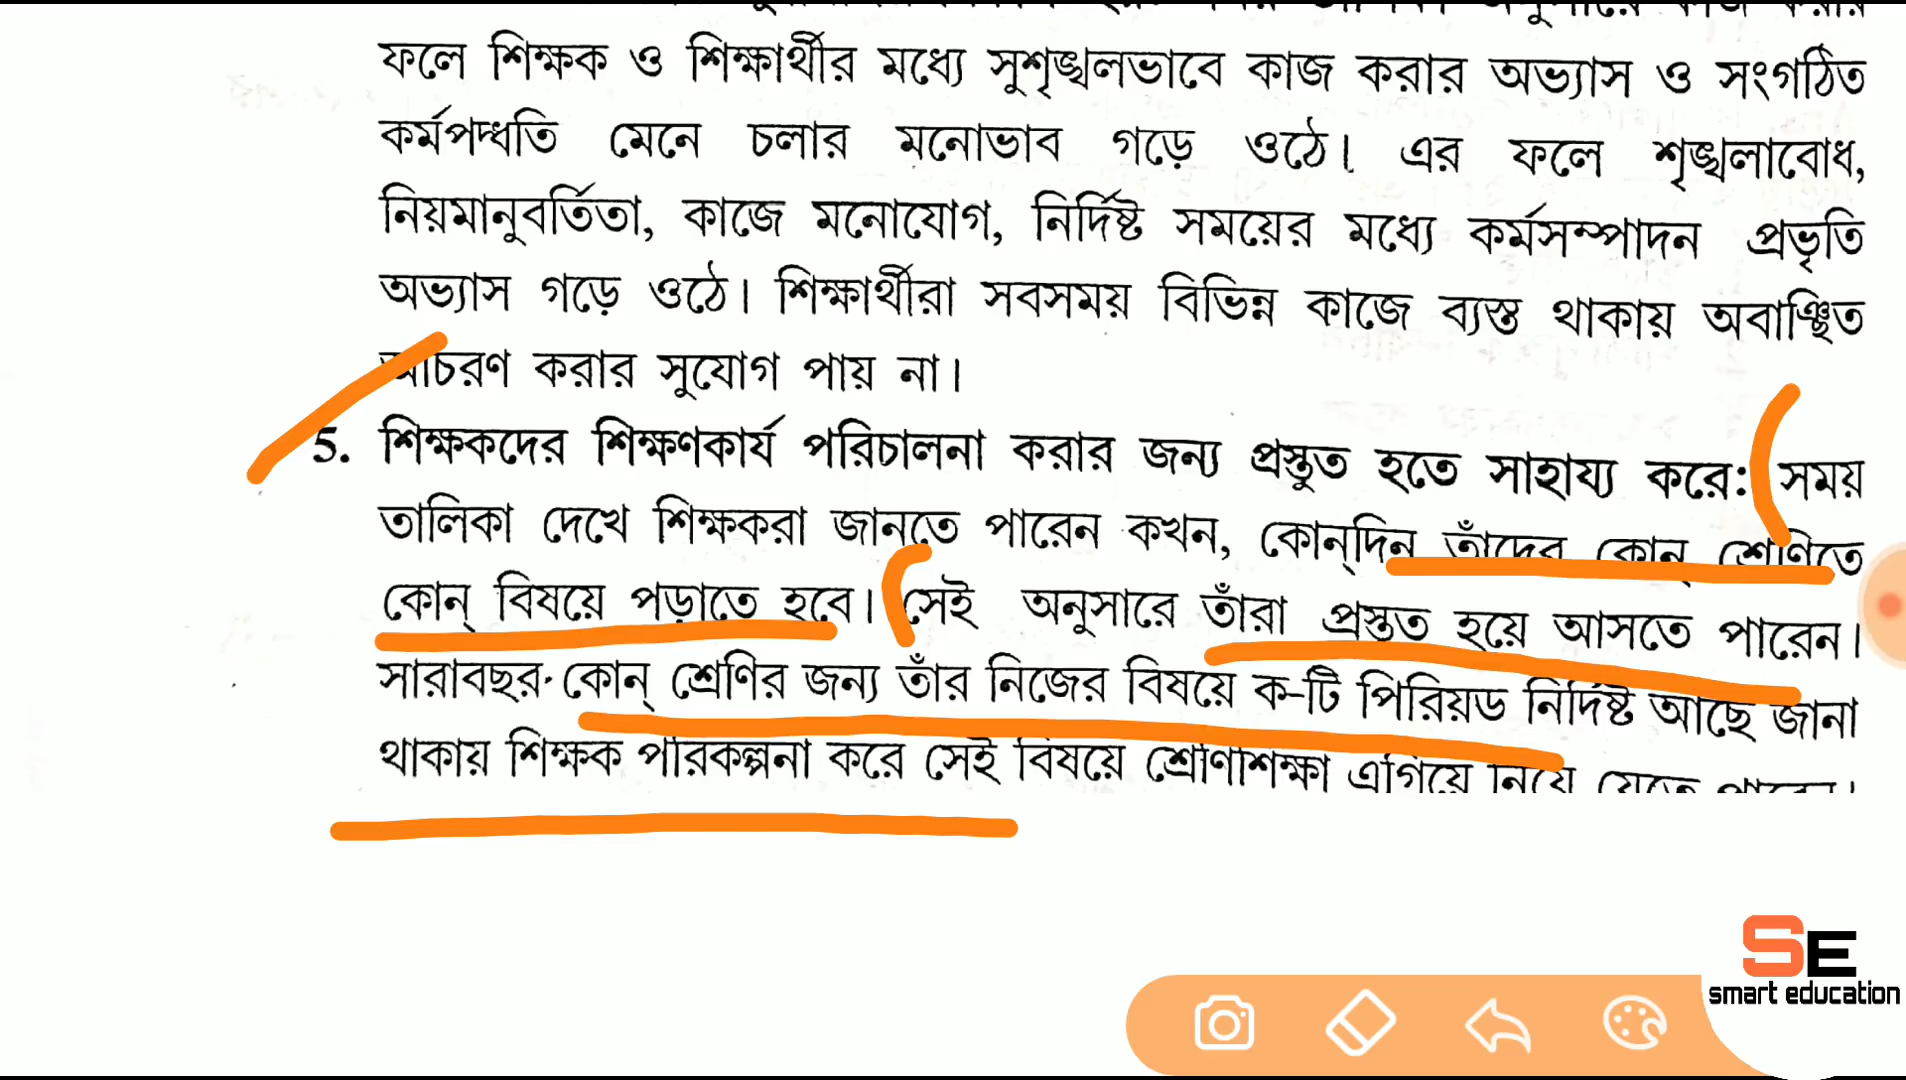 ফলে শিক্ষক ও শিক্ষার্থীর মধ্যে সুশৃঙ্খলভাবে কাজ করার অভ্যাস ও সংগঠিত
কর্মপদ্ধতি মেনে চলার মনোভাব গড়ে ওঠে। এর ফলে শৃঙ্খলাবোধ,
নিয়মানুবর্তিতা, কাজে মনোযোগ, নির্দিষ্ট সময়ের মধ্যে কর্মসম্পাদন প্রভৃতি
অভ্যাস গড়ে ওঠে। শিক্ষার্থীরা সবসময় বিভিন্ন কাজে ব্যস্ত থাকায় অবাঞ্ছিত
আচরণ করার সুযোগ পায় না।
5. শিক্ষকদের শিক্ষণকার্য পরিচালনা করার জন্য প্রস্তুত হতে সাহায্য করে: সময়
তালিকা দেখে শিক্ষকরা জানতে পারেন কখন, কোন্‌দিন তাঁদের কোন্ শ্রেণিতে
কোন্ বিষয়ে পড়াতে হবে। সেই অনুসারে তাঁরা প্রস্তুত হয়ে আসতে পারেন।
সারাবছর কোন্ শ্রেণির জন্য তাঁর নিজের বিষয়ে ক-টি পিরিয়ড নির্দিষ্ট আছে জানা
থাকায় শিক্ষক পরিকল্পনা করে সেই বিষয়ে শ্রেণিশিক্ষা এগিয়ে নিয়ে যেতে পারেন।
SE
smart education